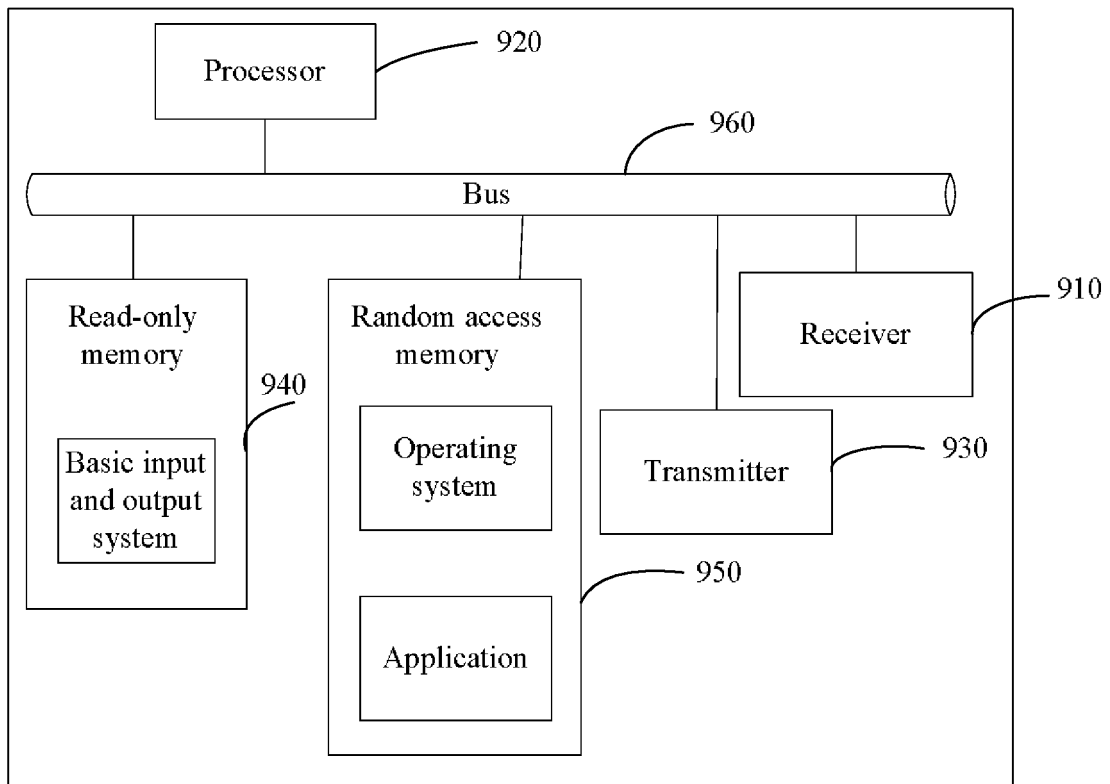 Processor
920
960
Bus
Read-only
memory
940
Basic input
and output
system
Random access
memory
Operating
system
950
Application
Transmitter
930
Receiver
910